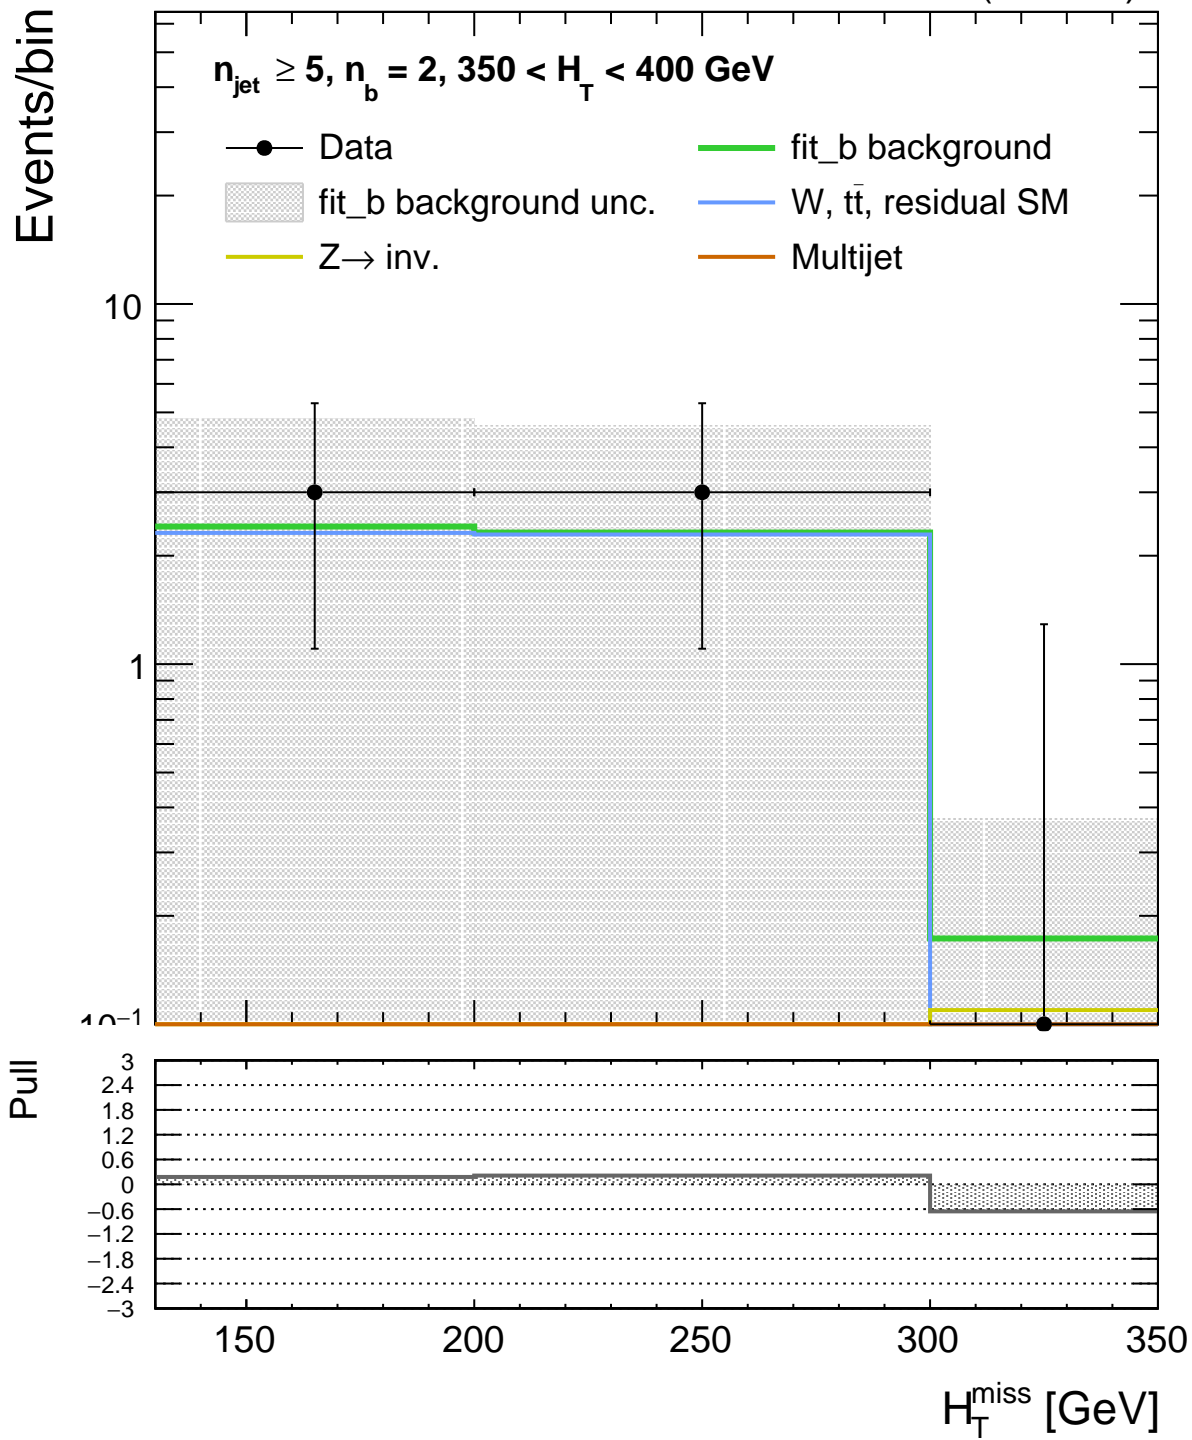 Events/bin
n_jet ≥ 5, n_b = 2, 350 < H_T < 400 GeV
Data
fit_b background
fit_b background unc.
W, tt̄, residual SM
Z→ inv.
Multijet
10
1
10⁻¹
Pull
3
2.4
1.8
1.2
0.6
0
−0.6
−1.2
−1.8
−2.4
−3
150 200 250 300 350
H_T^miss [GeV]